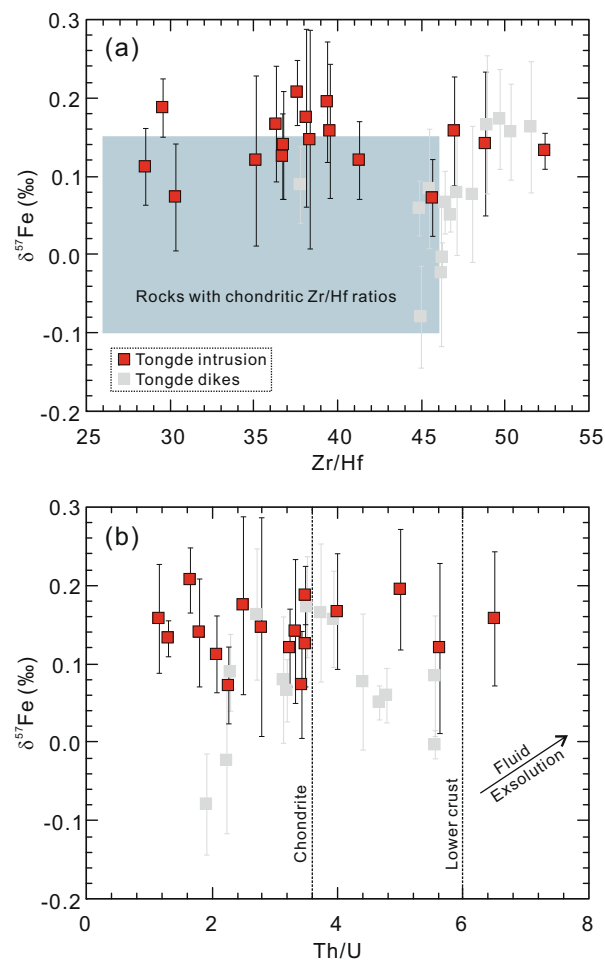 (a)
0.3
0.2
0.1
0.0
-0.1
-0.2
δ⁵⁷Fe (‰)
Rocks with chondritic Zr/Hf ratios
Tongde intrusion
Tongde dikes
25 30 35 40 45 50 55
Zr/Hf
(b)
0.3
0.2
0.1
0.0
-0.1
-0.2
δ⁵⁷Fe (‰)
Chondrite
Lower crust
Fluid
Exsolution
0 2 4 6 8
Th/U